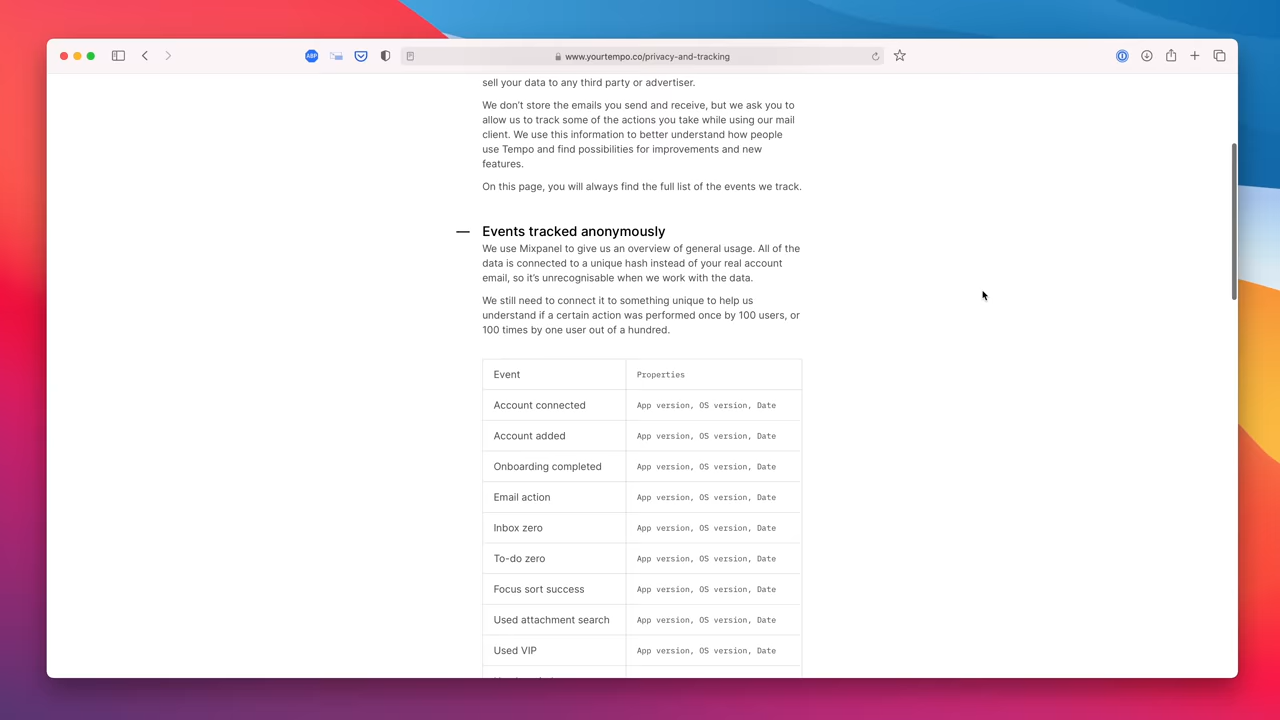 ABP
www.yourtempo.co/privacy-and-tracking
sell your data to any third party or advertiser.
We don’t store the emails you send and receive, but we ask you to
allow us to track some of the actions you take while using our mail
client. We use this information to better understand how people
use Tempo and find possibilities for improvements and new
features.
On this page, you will always find the full list of the events we track.
— Events tracked anonymously
We use Mixpanel to give us an overview of general usage. All of the
data is connected to a unique hash instead of your real account
email, so it’s unrecognisable when we work with the data.
We still need to connect it to something unique to help us
understand if a certain action was performed once by 100 users, or
100 times by one user out of a hundred.
Event Properties
Account connected App version, OS version, Date
Account added App version, OS version, Date
Onboarding completed App version, OS version, Date
Email action App version, OS version, Date
Inbox zero App version, OS version, Date
To-do zero App version, OS version, Date
Focus sort success App version, OS version, Date
Used attachment search App version, OS version, Date
Used VIP App version, OS version, Date